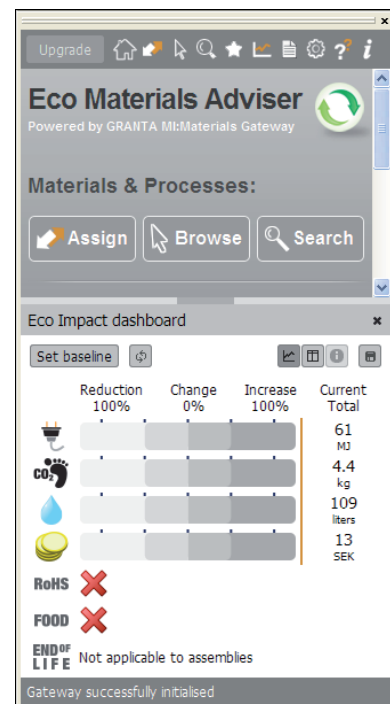 Upgrade
Eco Materials Adviser
Powered by GRANTA MI:Materials Gateway
Materials & Processes:
Assign Browse Search
Eco Impact dashboard
Set baseline
Reduction Change Increase Current
100% 0% 100% Total
61
MJ
CO2 4.4
kg
109
liters
13
SEK
RoHS
FOOD
END OF
LIFE Not applicable to assemblies
Gateway successfully initialised